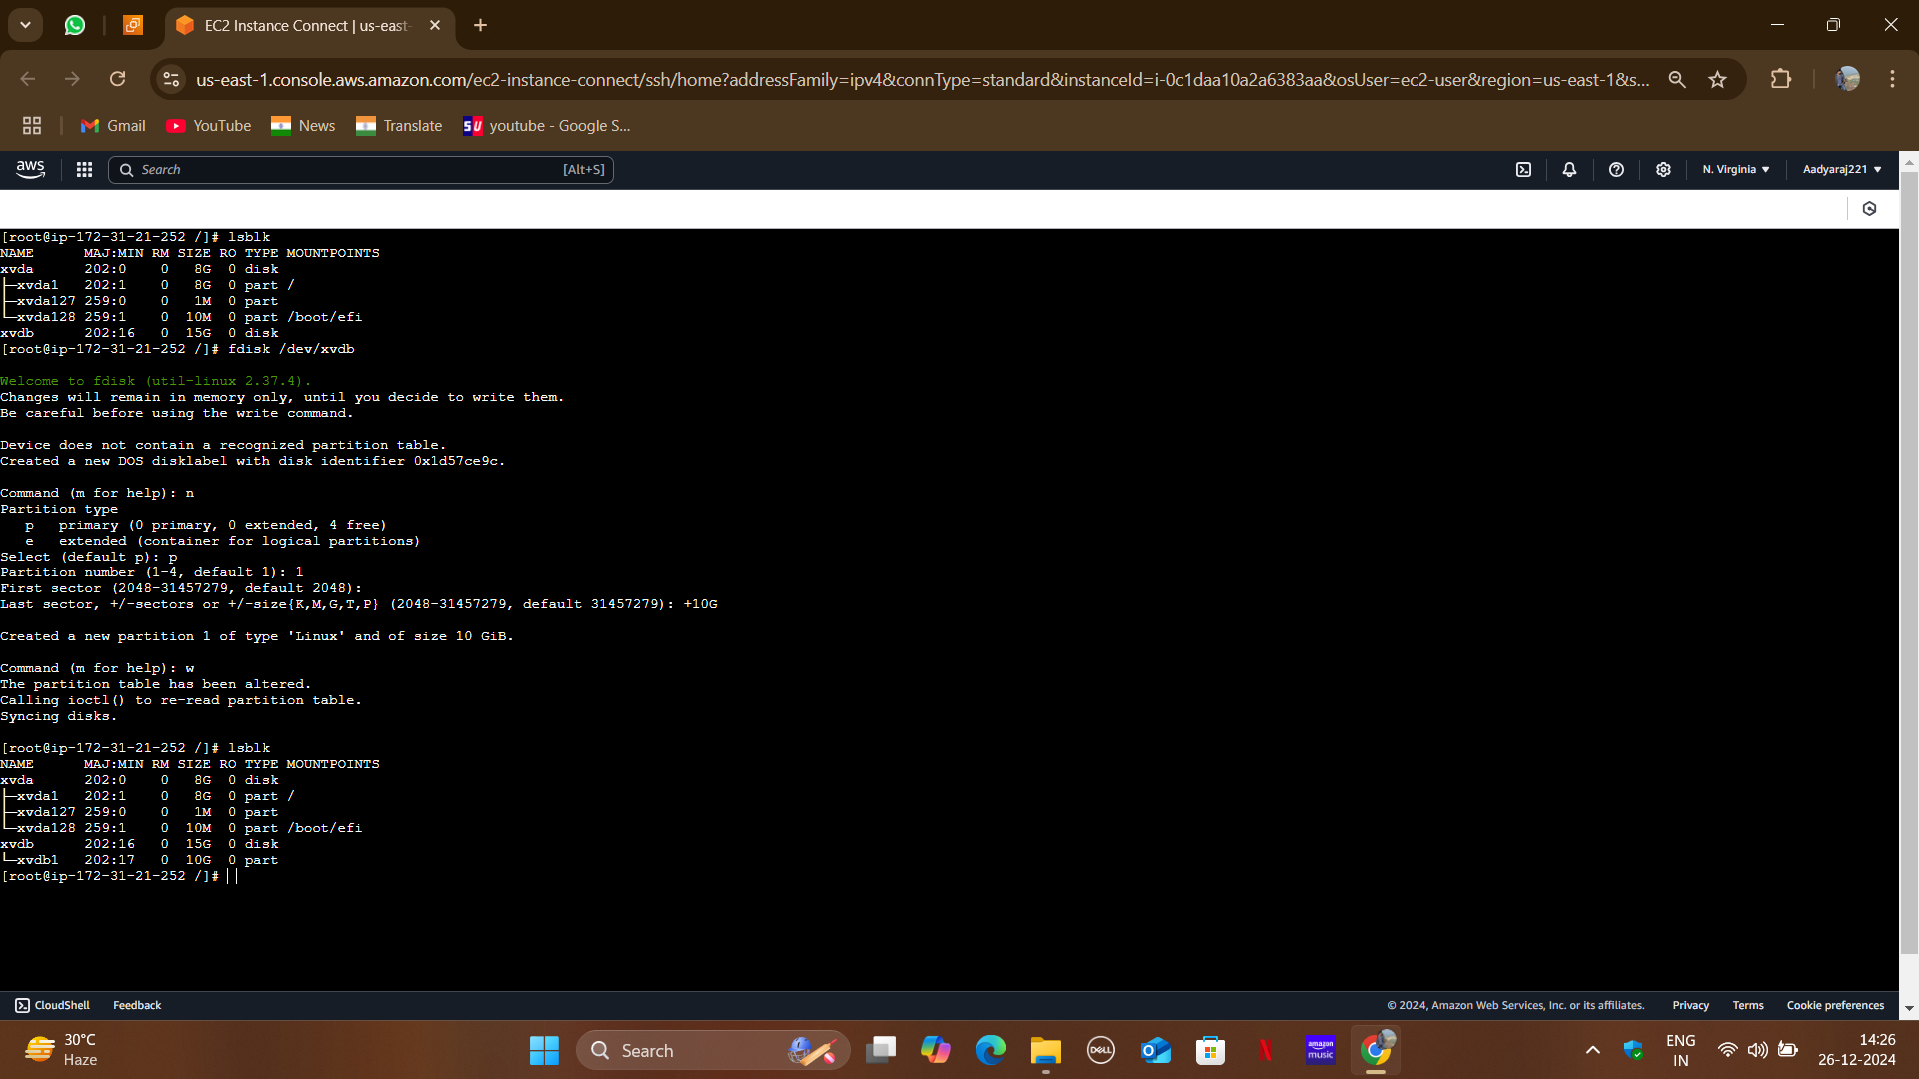 EC2 Instance Connect | us-east-
us-east-1.console.aws.amazon.com/ec2-instance-connect/ssh/home?addressFamily=ipv4&connType=standard&instanceId=i-0c1daa10a2a6383aa&osUser=ec2-user&region=us-east-1&s...
Gmail YouTube News Translate SU youtube - Google S...
aws Search [Alt+S] N. Virginia Aadyaraj221
[root@ip-172-31-21-252 /]# lsblk
NAME MAJ:MIN RM SIZE RO TYPE MOUNTPOINTS
xvda 202:0 0 8G 0 disk
├─xvda1 202:1 0 8G 0 part /
├─xvda127 259:0 0 1M 0 part
└─xvda128 259:1 0 10M 0 part /boot/efi
xvdb 202:16 0 15G 0 disk
[root@ip-172-31-21-252 /]# fdisk /dev/xvdb
Welcome to fdisk (util-linux 2.37.4).
Changes will remain in memory only, until you decide to write them.
Be careful before using the write command.
Device does not contain a recognized partition table.
Created a new DOS disklabel with disk identifier 0x1d57ce9c.
Command (m for help): n
Partition type
p primary (0 primary, 0 extended, 4 free)
e extended (container for logical partitions)
Select (default p): p
Partition number (1-4, default 1): 1
First sector (2048-31457279, default 2048):
Last sector, +/-sectors or +/-size{K,M,G,T,P} (2048-31457279, default 31457279): +10G
Created a new partition 1 of type 'Linux' and of size 10 GiB.
Command (m for help): w
The partition table has been altered.
Calling ioctl() to re-read partition table.
Syncing disks.
[root@ip-172-31-21-252 /]# lsblk
NAME MAJ:MIN RM SIZE RO TYPE MOUNTPOINTS
xvda 202:0 0 8G 0 disk
├─xvda1 202:1 0 8G 0 part /
├─xvda127 259:0 0 1M 0 part
└─xvda128 259:1 0 10M 0 part /boot/efi
xvdb 202:16 0 15G 0 disk
└─xvdb1 202:17 0 10G 0 part
[root@ip-172-31-21-252 /]#
CloudShell Feedback © 2024, Amazon Web Services, Inc. or its affiliates. Privacy Terms Cookie preferences
30°C
Haze
Search
DELL
amazon
music
ENG
IN
14:26
26-12-2024